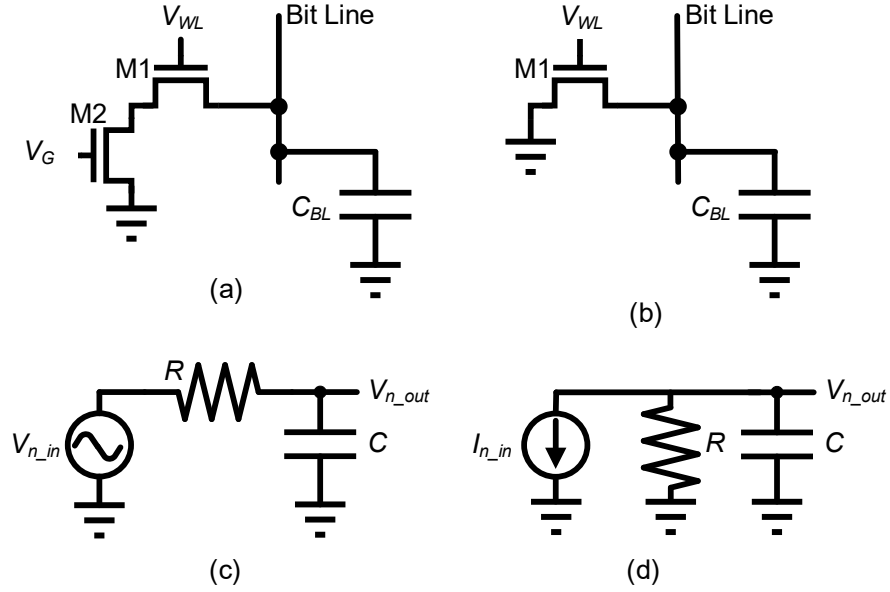 V_WL
Bit Line
M1
M2
V_G
C_BL
(a)
V_WL
Bit Line
M1
C_BL
(b)
R
V_n_out
V_n_in
C
(c)
V_n_out
I_n_in
R
C
(d)